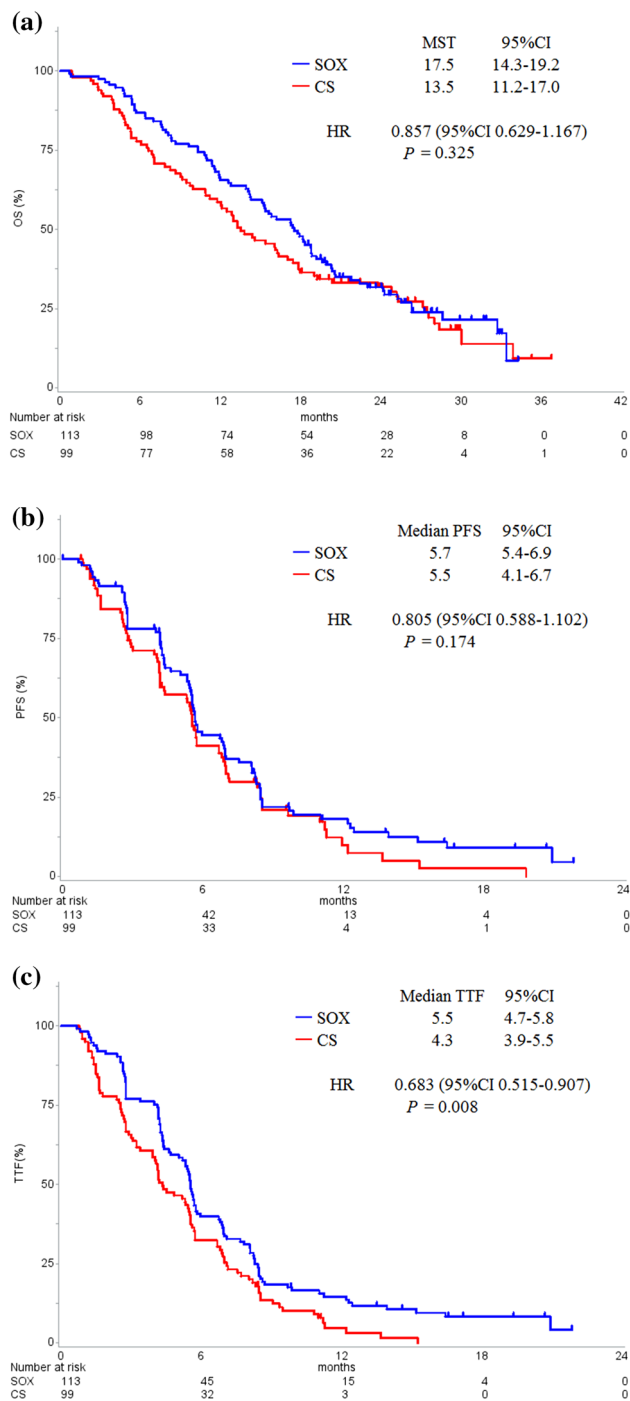 (a)
MST 95%CI
SOX 17.5 14.3-19.2
CS 13.5 11.2-17.0
HR 0.857 (95%CI 0.629-1.167)
P = 0.325
OS (%)
100
75
50
25
0
0 6 12 18 24 30 36 42
Number at risk months
SOX 113 98 74 54 28 8 0 0
CS 99 77 58 36 22 4 1 0
(b)
Median PFS 95%CI
SOX 5.7 5.4-6.9
CS 5.5 4.1-6.7
HR 0.805 (95%CI 0.588-1.102)
P = 0.174
PFS (%)
100
75
50
25
0
0 6 12 18 24
Number at risk months
SOX 113 42 13 4 0
CS 99 33 4 1 0
(c)
Median TTF 95%CI
SOX 5.5 4.7-5.8
CS 4.3 3.9-5.5
HR 0.683 (95%CI 0.515-0.907)
P = 0.008
TTF(%)
100
75
50
25
0
0 6 12 18 24
Number at risk months
SOX 113 45 15 4 0
CS 99 32 3 0 0